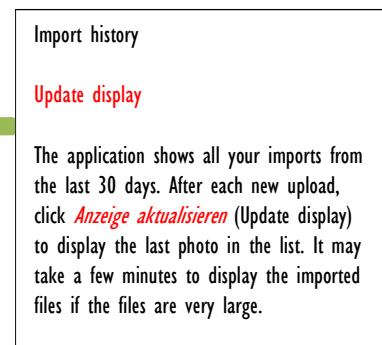 Import history
Update display
The application shows all your imports from
the last 30 days. After each new upload,
click Anzeige aktualisieren (Update display)
to display the last photo in the list. It may
take a few minutes to display the imported
files if the files are very large.